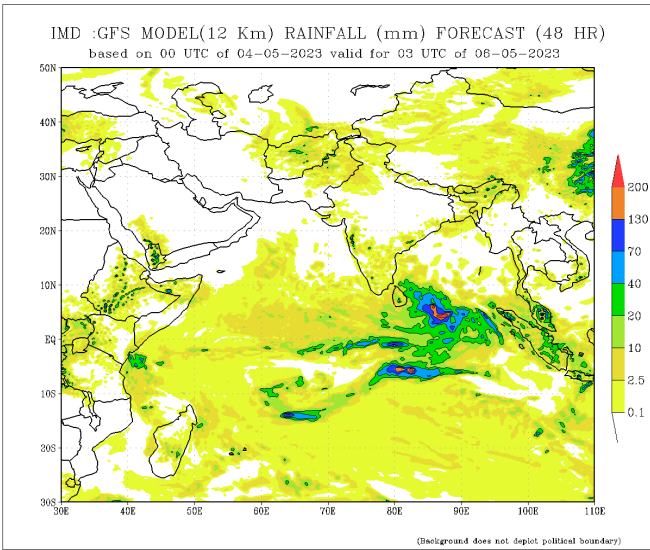 IMD :GFS MODEL(12 Km) RAINFALL (mm) FORECAST (48 HR)
based on 00 UTC of 04-05-2023 valid for 03 UTC of 06-05-2023
50N
40N
30N
20N
10N
EQ
10S
20S
30S
30E 40E 50E 60E 70E 80E 90E 100E 110E
200
130
70
40
20
10
2.5
0.1
(Background does not depict political boundary)